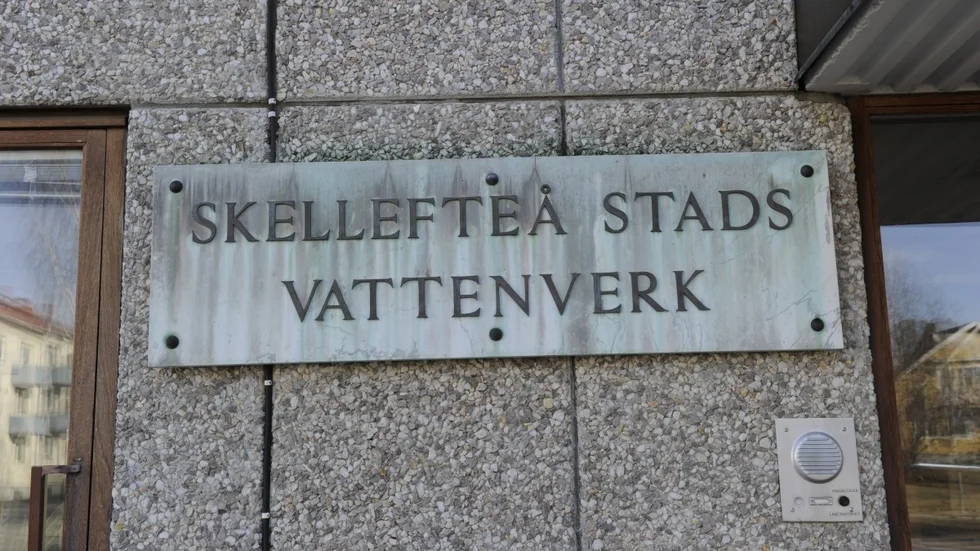 SKELLEFTEÅ STADS
VATTENVERK